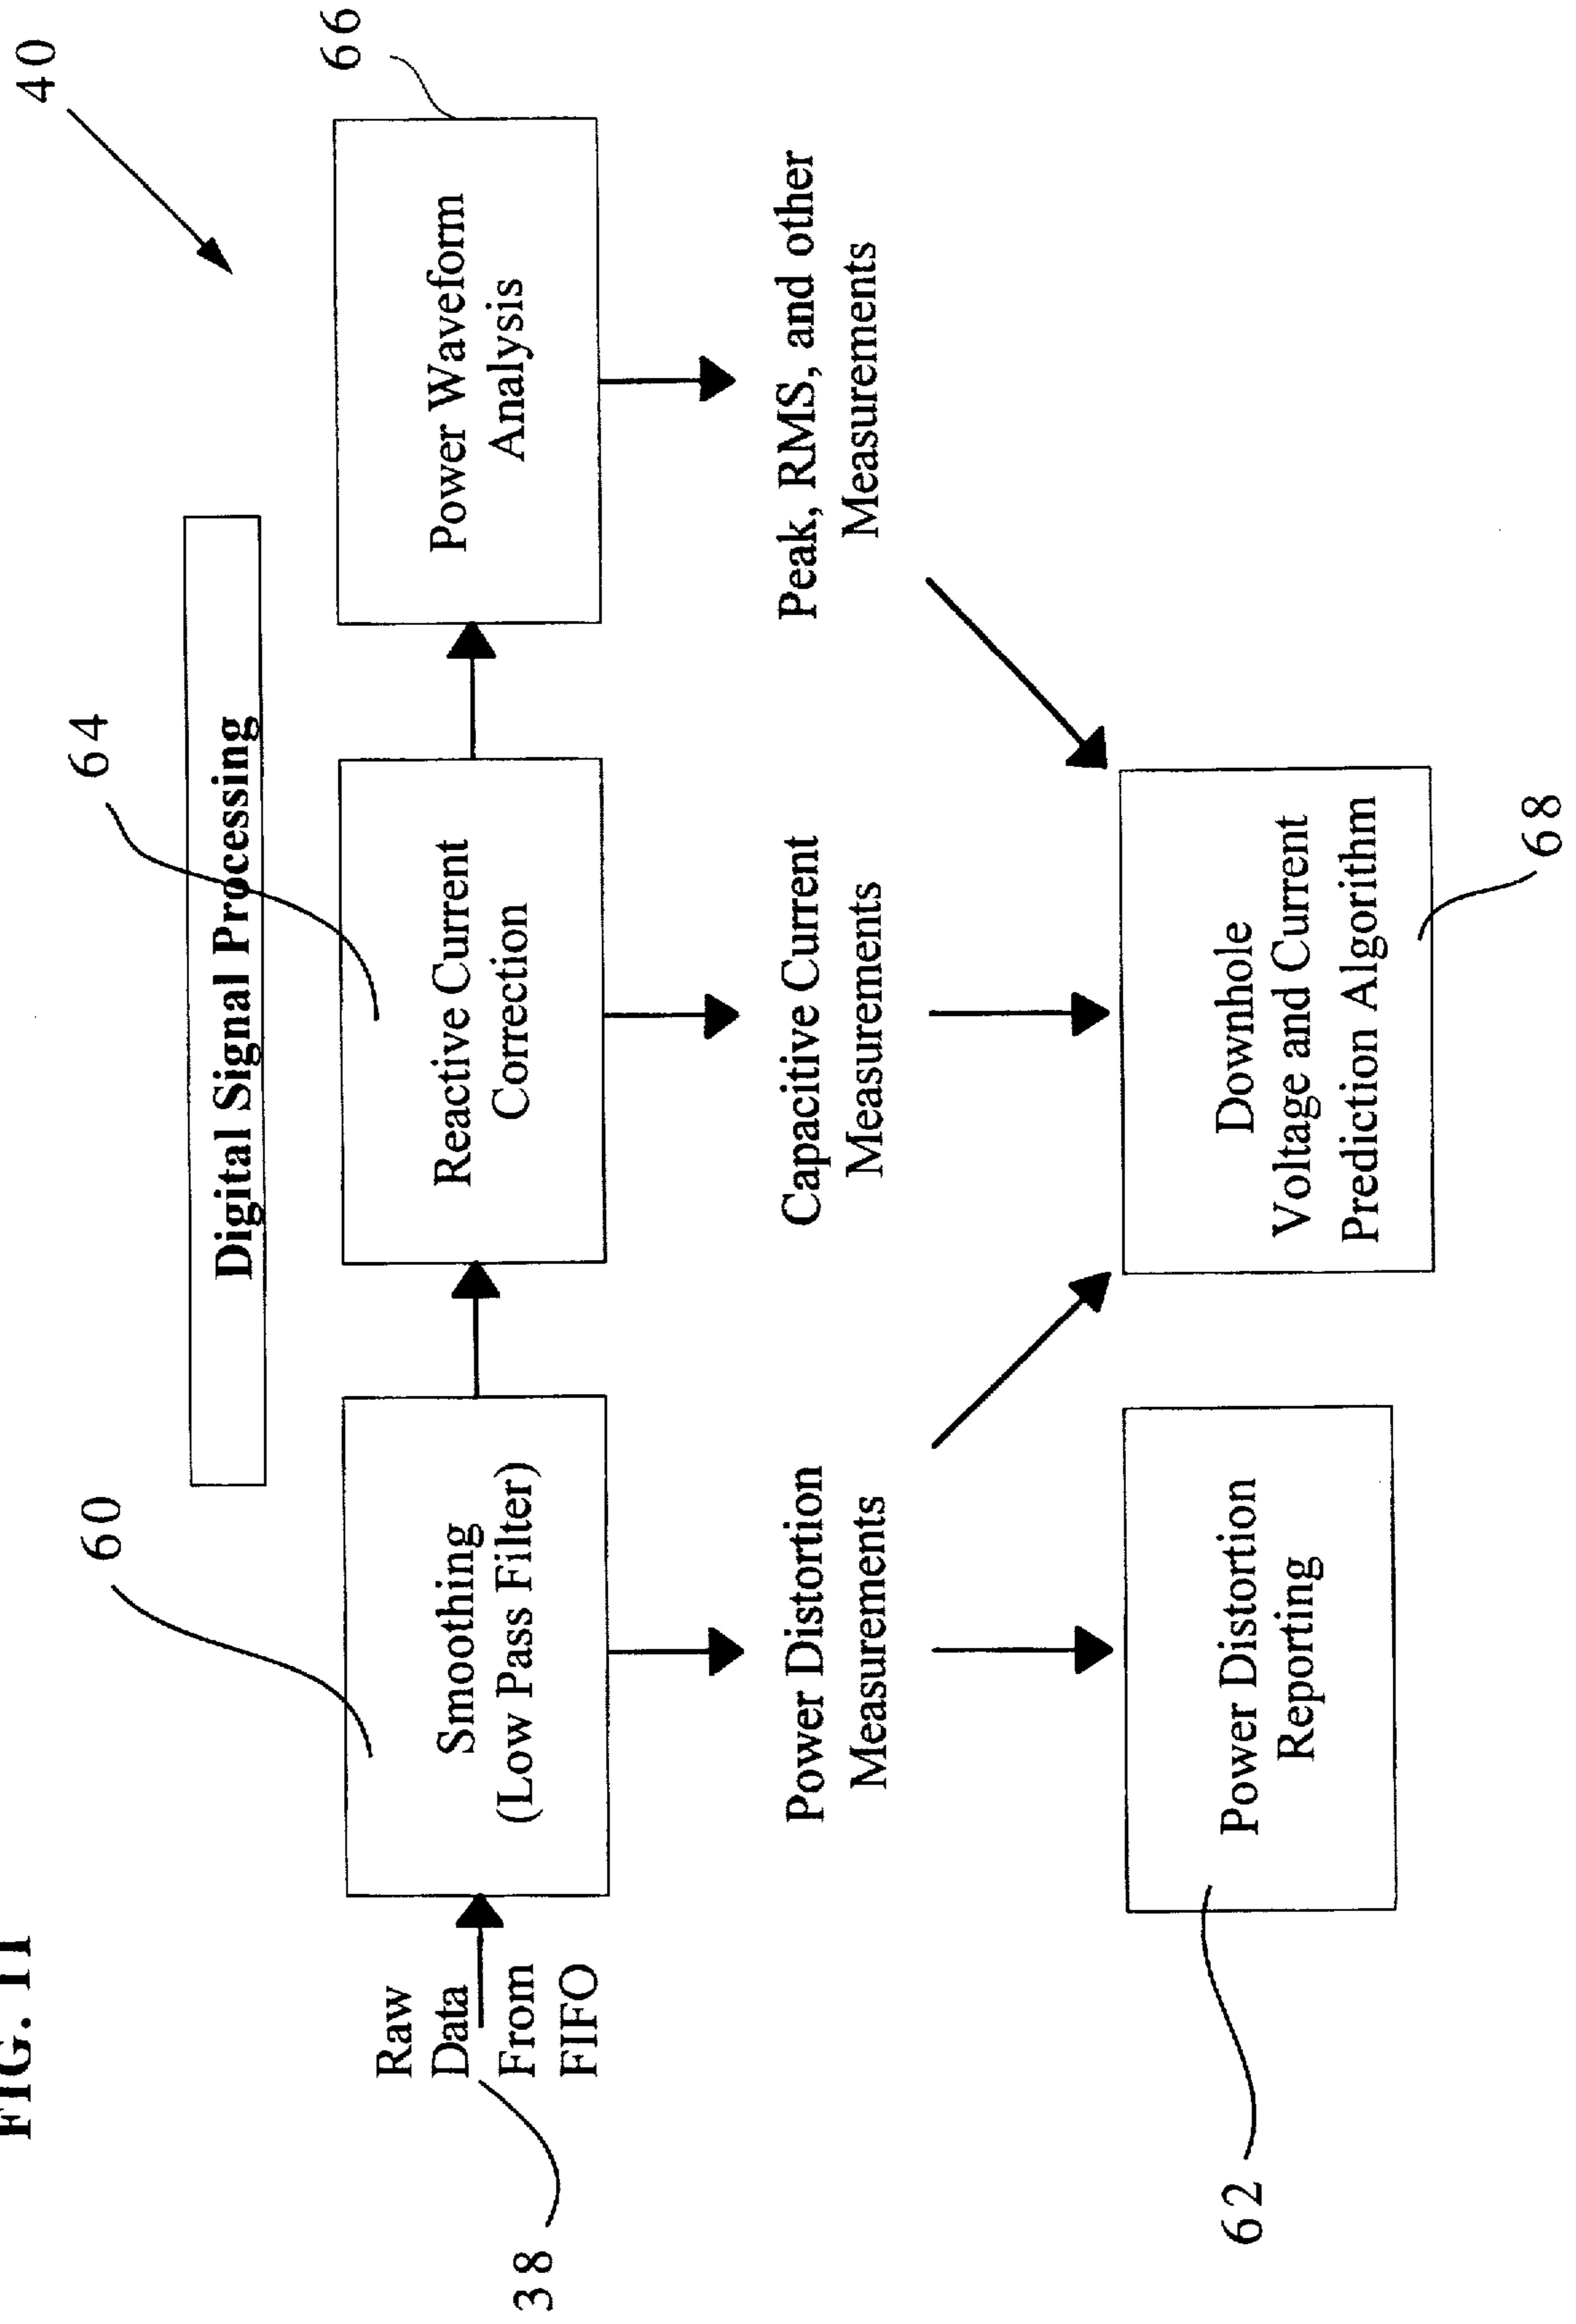 FIG. 11
40
Digital Signal Processing
60
64
66
Raw
Data
From
FIFO
38
Smoothing
(Low Pass Filter)
Reactive Current
Correction
Power Waveform
Analysis
Power Distortion
Measurements
Capacitive Current
Measurements
Peak, RMS, and other
Measurements
Power Distortion
Reporting
62
Downhole
Voltage and Current
Prediction Algorithm
68